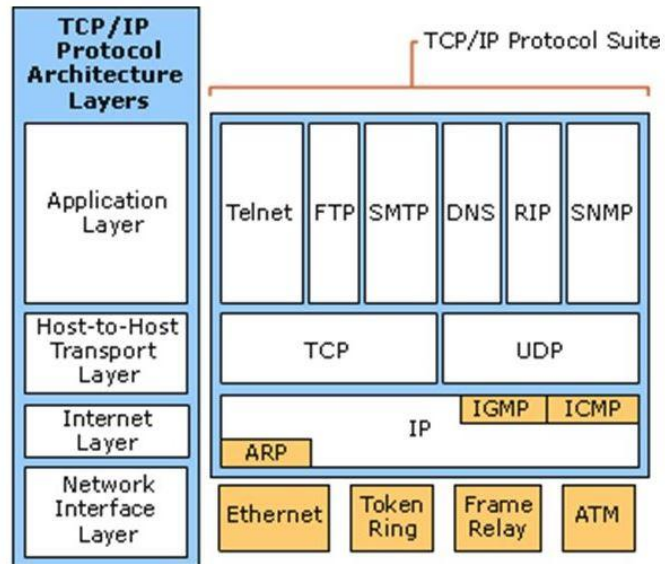 TCP/IP
Protocol
Architecture
Layers
TCP/IP Protocol Suite
Application
Layer
Telnet
FTP
SMTP
DNS
RIP
SNMP
Host-to-Host
Transport
Layer
TCP
UDP
Internet
Layer
IP
IGMP
ICMP
ARP
Network
Interface
Layer
Ethernet
Token
Ring
Frame
Relay
ATM